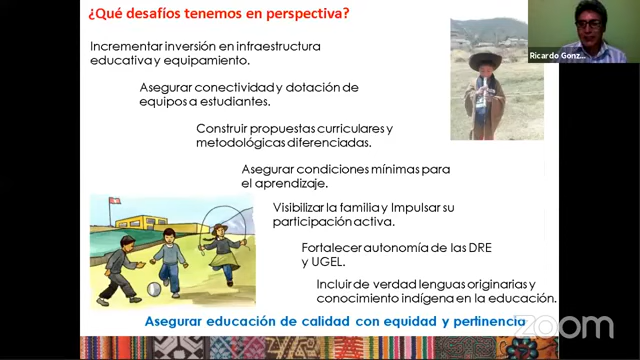 ¿Qué desafíos tenemos en perspectiva?
Ricardo Gonz...
Incrementar inversión en infraestructura
educativa y equipamiento.
Asegurar conectividad y dotación de
equipos a estudiantes.
Construir propuestas curriculares y
metodológicas diferenciadas.
Asegurar condiciones mínimas para
el aprendizaje.
Visibilizar la familia y Impulsar su
participación activa.
Fortalecer autonomía de las DRE
y UGEL.
Incluir de verdad lenguas originarias y
conocimiento indígena en la educación.
Asegurar educación de calidad con equidad y pertinencia
zoom